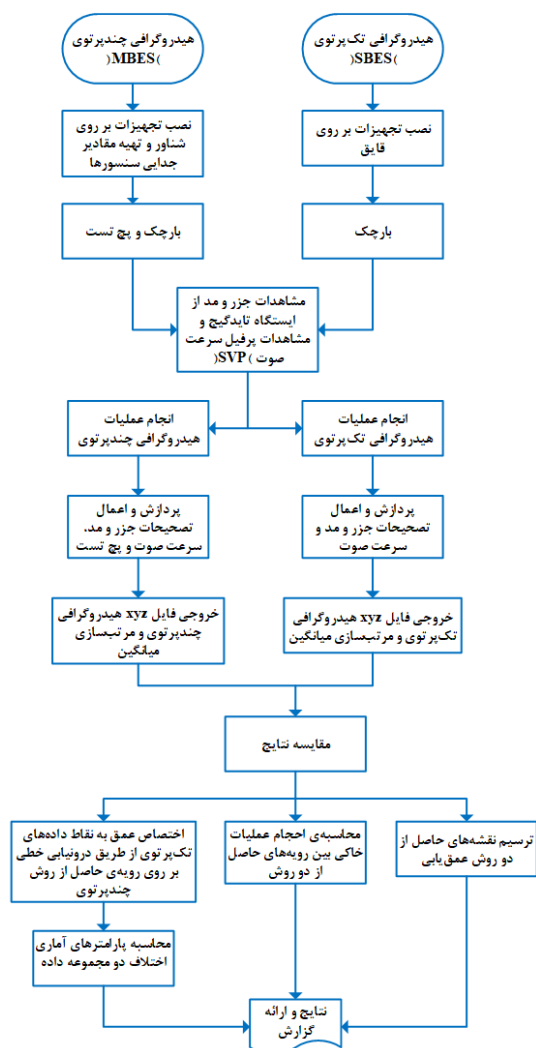 هیدروگرافی تک‌پرتوی
)SBES(
هیدروگرافی چندپرتوی
)MBES(
نصب تجهیزات بر روی
قایق
نصب تجهیزات بر روی
شناور و تهیه مقادیر
جدایی سنسورها
بارچک
بارچک و پچ تست
مشاهدات جزر و مد از
ایستگاه تایدگیج و
مشاهدات پرفیل سرعت
صوت )SVP(
انجام عملیات
هیدروگرافی تک‌پرتوی
انجام عملیات
هیدروگرافی چندپرتوی
پردازش و اعمال
تصحیحات جزر و مد و
سرعت صوت
پردازش و اعمال
تصحیحات جزر و مد،
سرعت صوت و پچ تست
خروجی فایل xyz هیدروگرافی
تک‌پرتوی و مرتب‌سازی میانگین
خروجی فایل xyz هیدروگرافی
چندپرتوی و مرتب‌سازی
میانگین
مقایسه نتایج
ترسیم نقشه‌های حاصل از
دو روش عمق‌یابی
محاسبه‌ی احجام عملیات
خاکی بین رویه‌های حاصل
از دو روش
اختصاص عمق به نقاط داده‌های
تک‌پرتوی از طریق درونیابی خطی
بر روی رویه‌ی حاصل از روش
چندپرتوی
محاسبه پارامترهای آماری
اختلاف دو مجموعه داده
نتایج و ارائه
گزارش